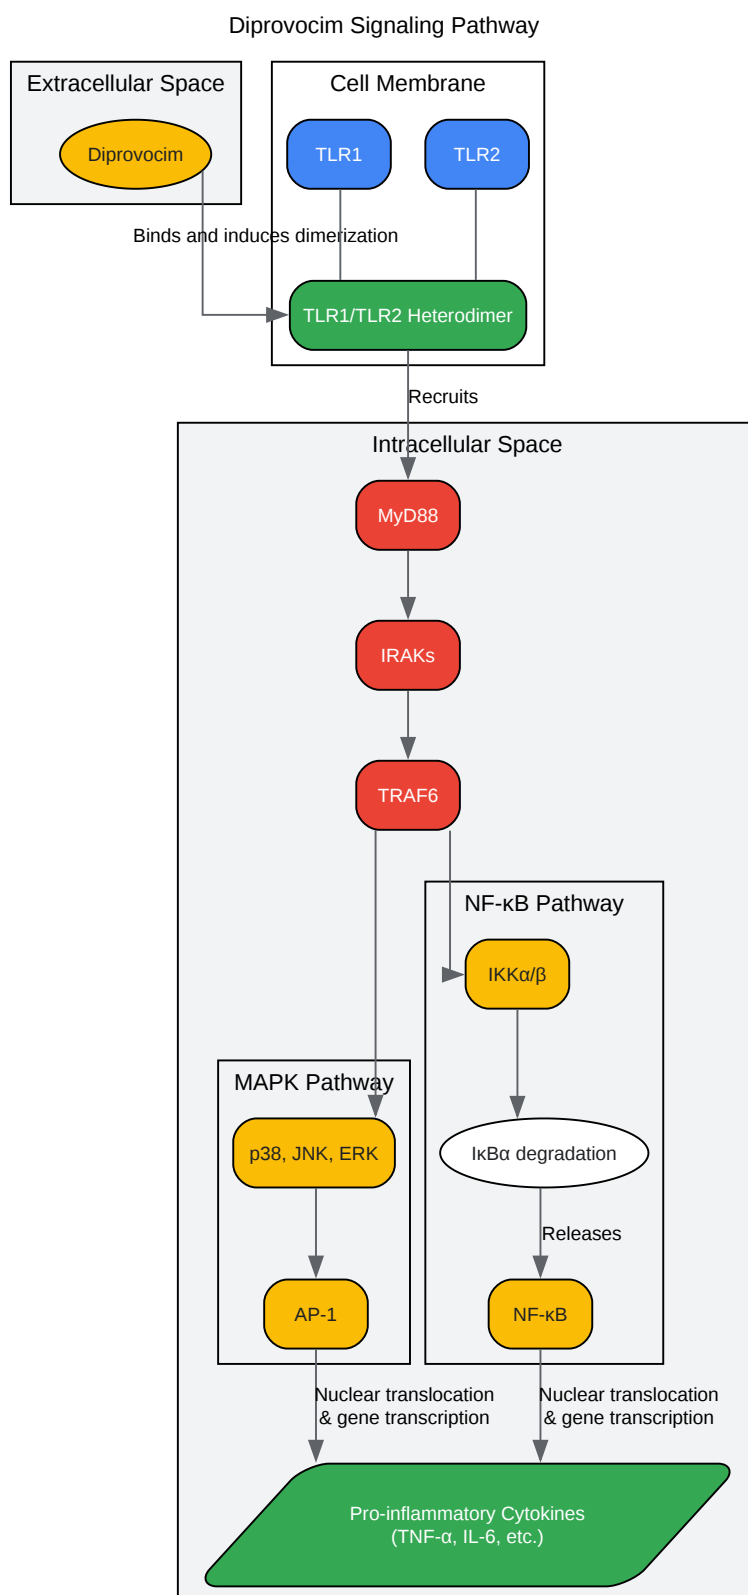 Diprovocim Signaling Pathway
Extracellular Space
Cell Membrane
Diprovocim
TLR1
TLR2
Binds and induces dimerization
TLR1/TLR2 Heterodimer
Recruits
Intracellular Space
MyD88
IRAKs
TRAF6
NF-κB Pathway
IKKα/β
MAPK Pathway
p38, JNK, ERK
IκBα degradation
Releases
AP-1
NF-κB
Nuclear translocation
& gene transcription
Nuclear translocation
& gene transcription
Pro-inflammatory Cytokines
(TNF-α, IL-6, etc.)